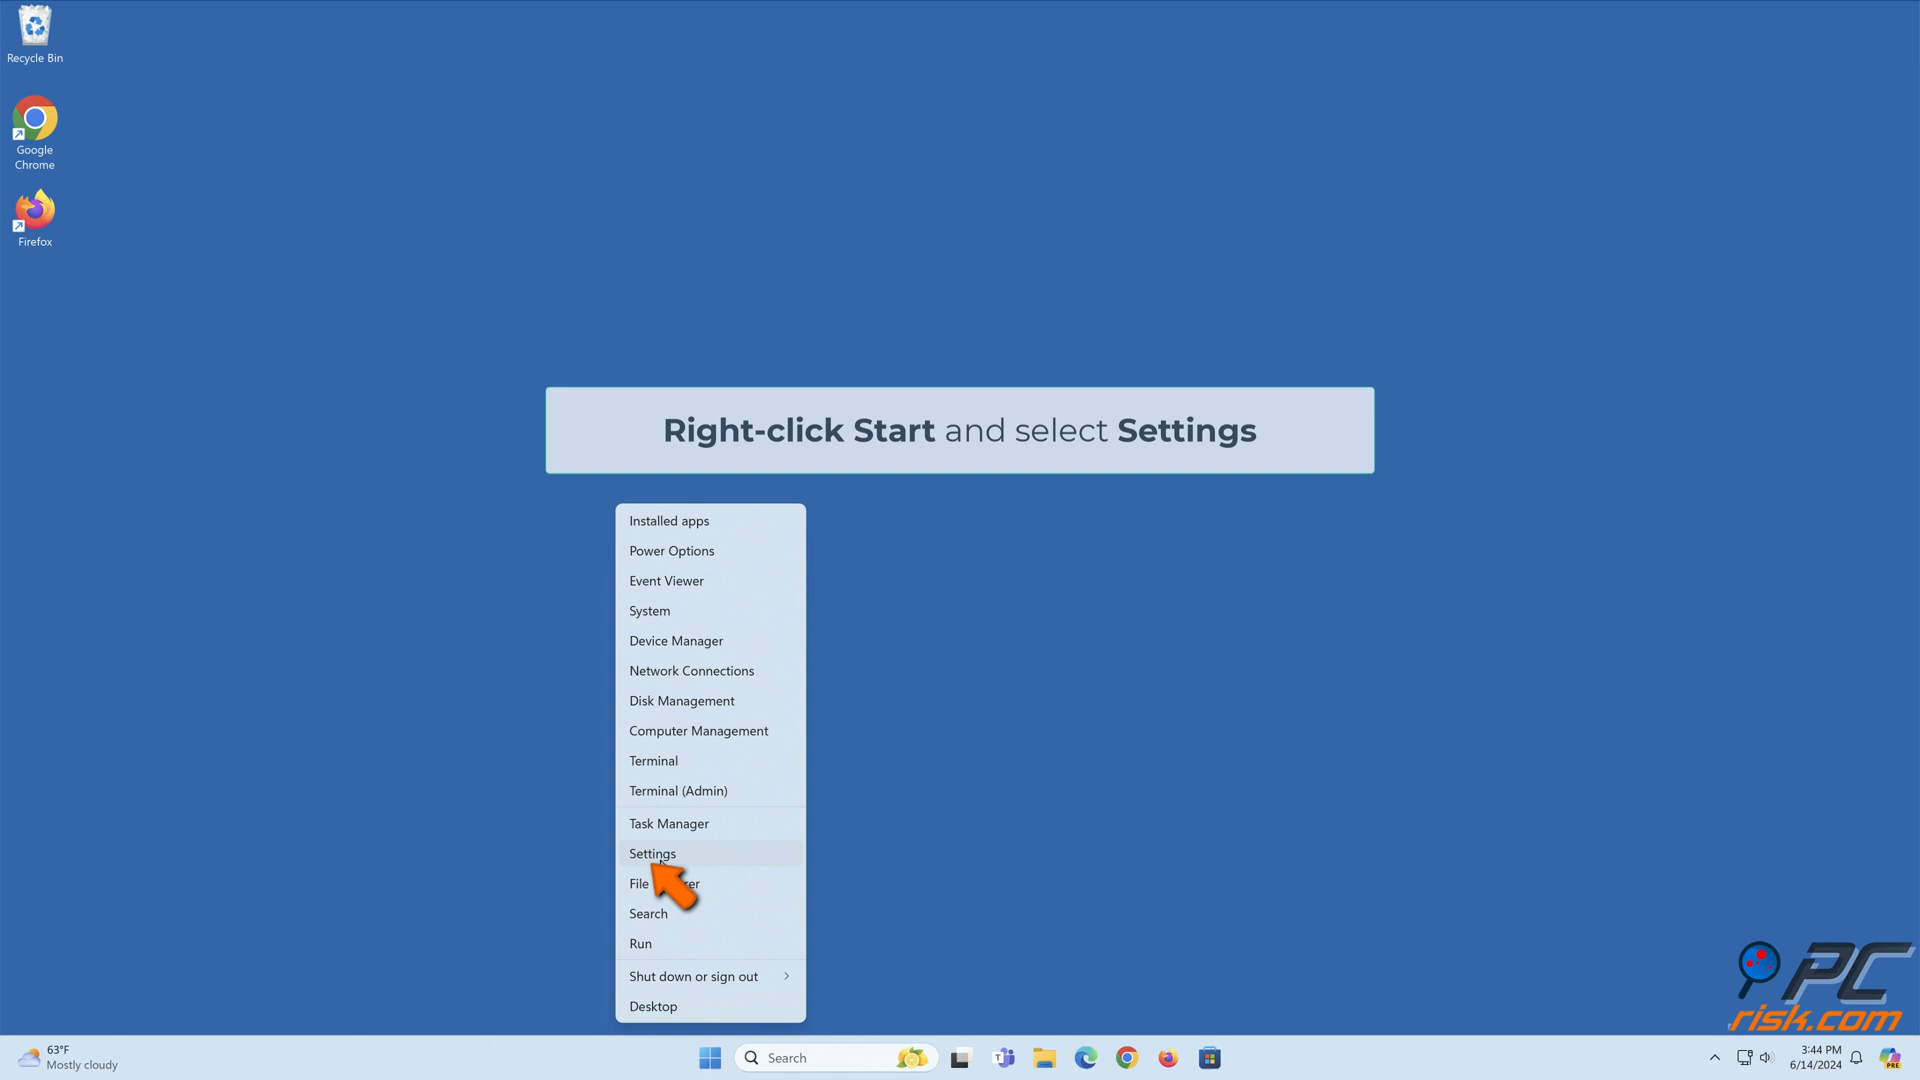 Recycle Bin
Google
Chrome
Firefox
Right-click Start and select Settings
Installed apps
Power Options
Event Viewer
System
Device Manager
Network Connections
Disk Management
Computer Management
Terminal
Terminal (Admin)
Task Manager
Settings
File
Search
Run
Shut down or sign out
Desktop
PC
risk.com
63°F
Mostly cloudy
Search
3:44 PM
6/14/2024
PRE